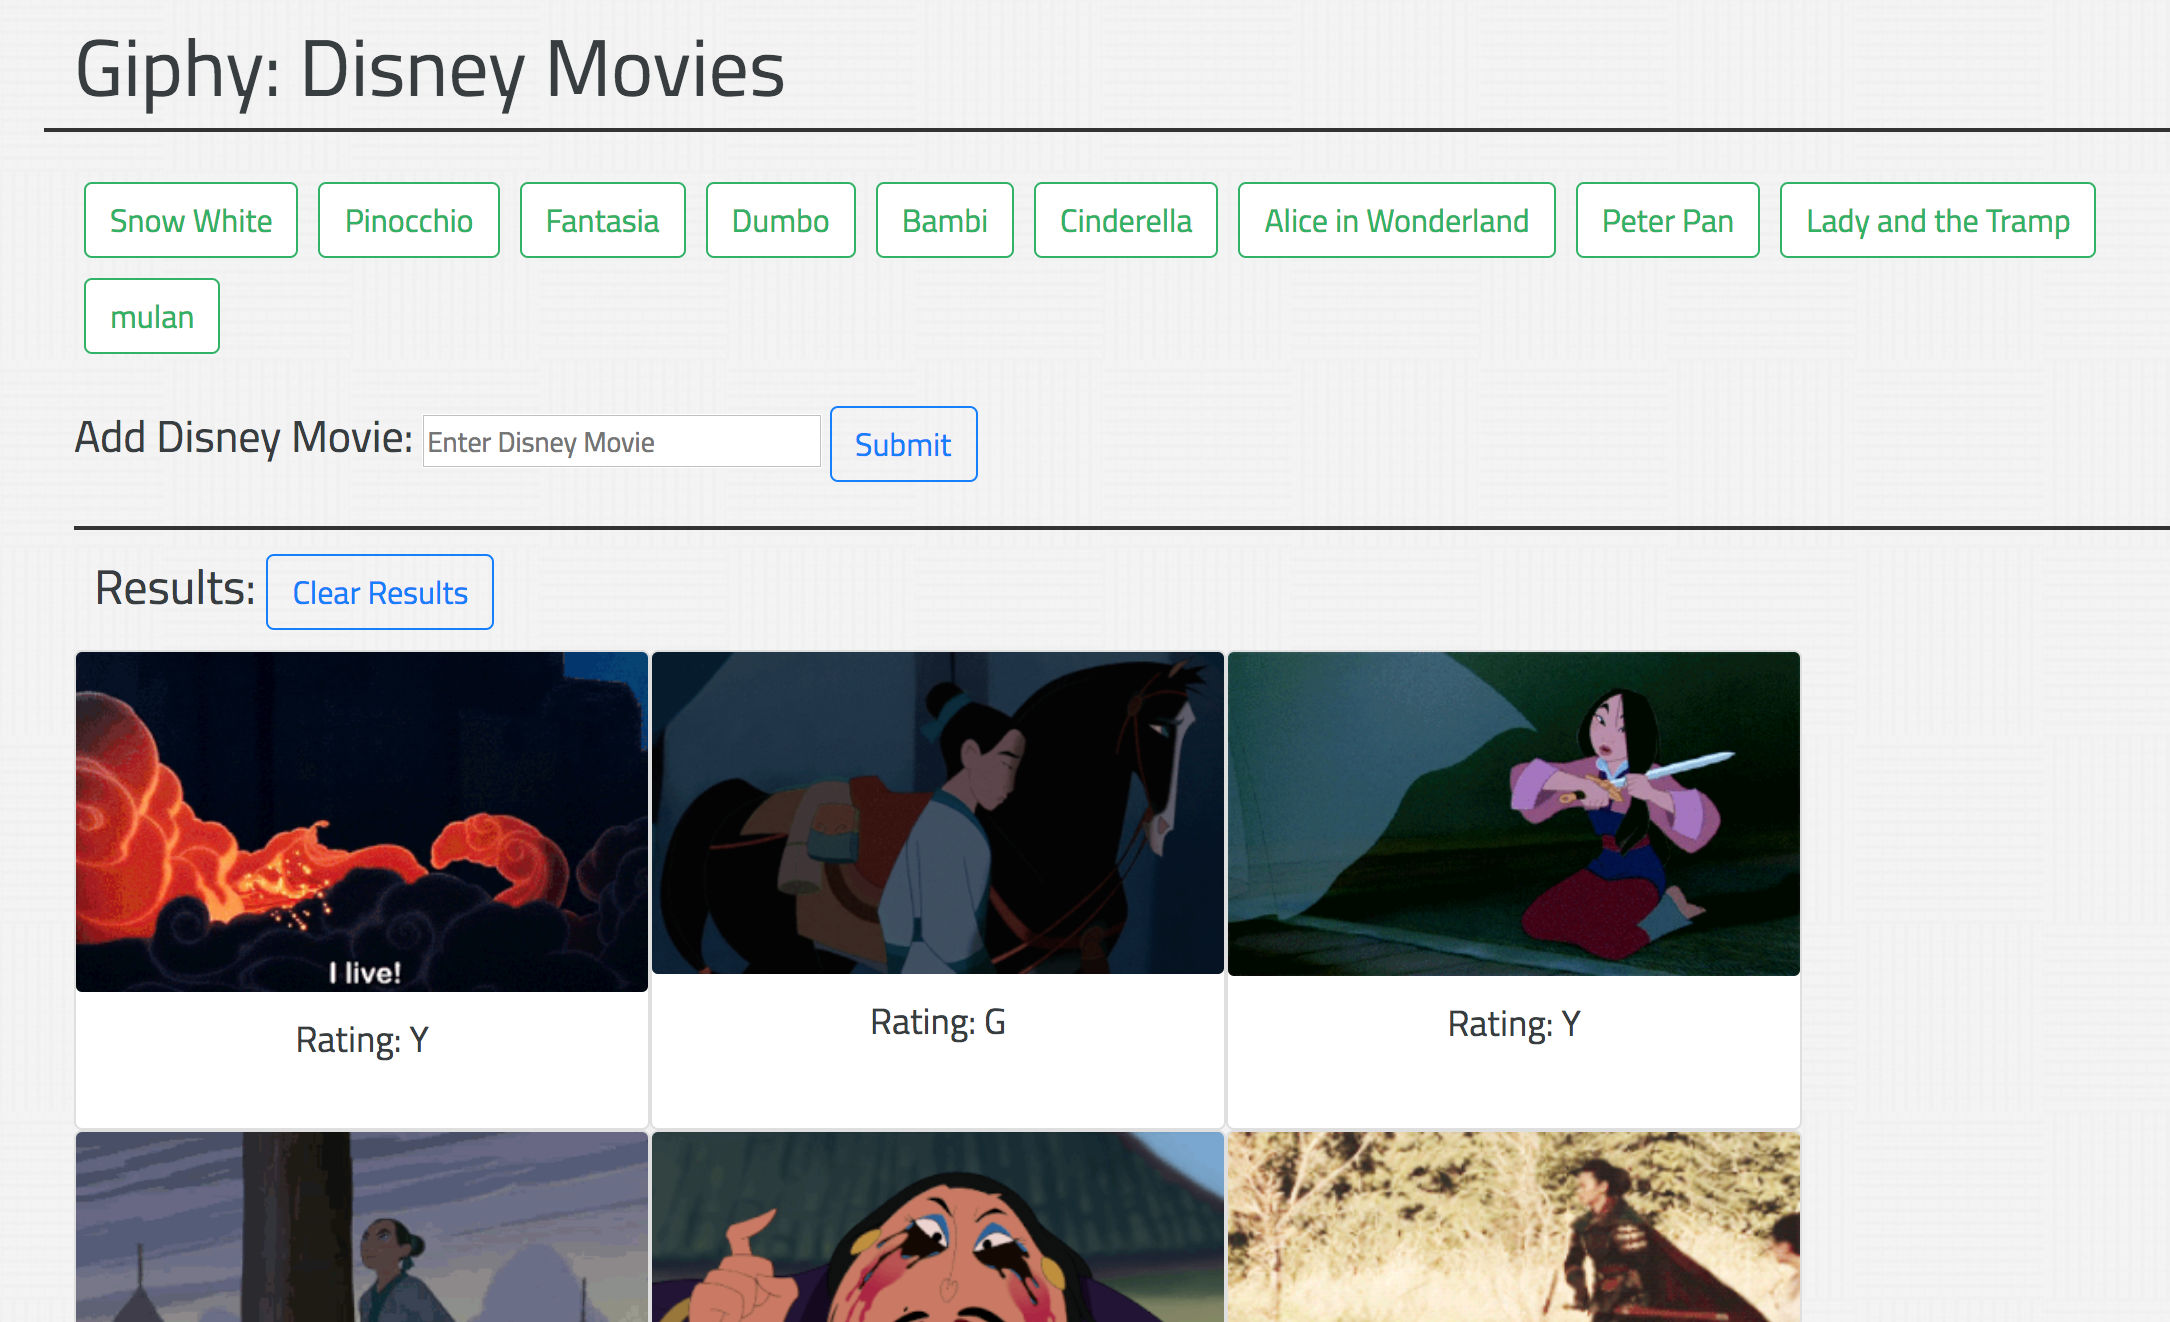 Giphy: Disney Movies
Snow White Pinocchio Fantasia Dumbo Bambi Cinderella Alice in Wonderland Peter Pan Lady and the Tramp
mulan
Add Disney Movie: Enter Disney Movie Submit
Results: Clear Results
I live!
Rating: Y
Rating: G
Rating: Y